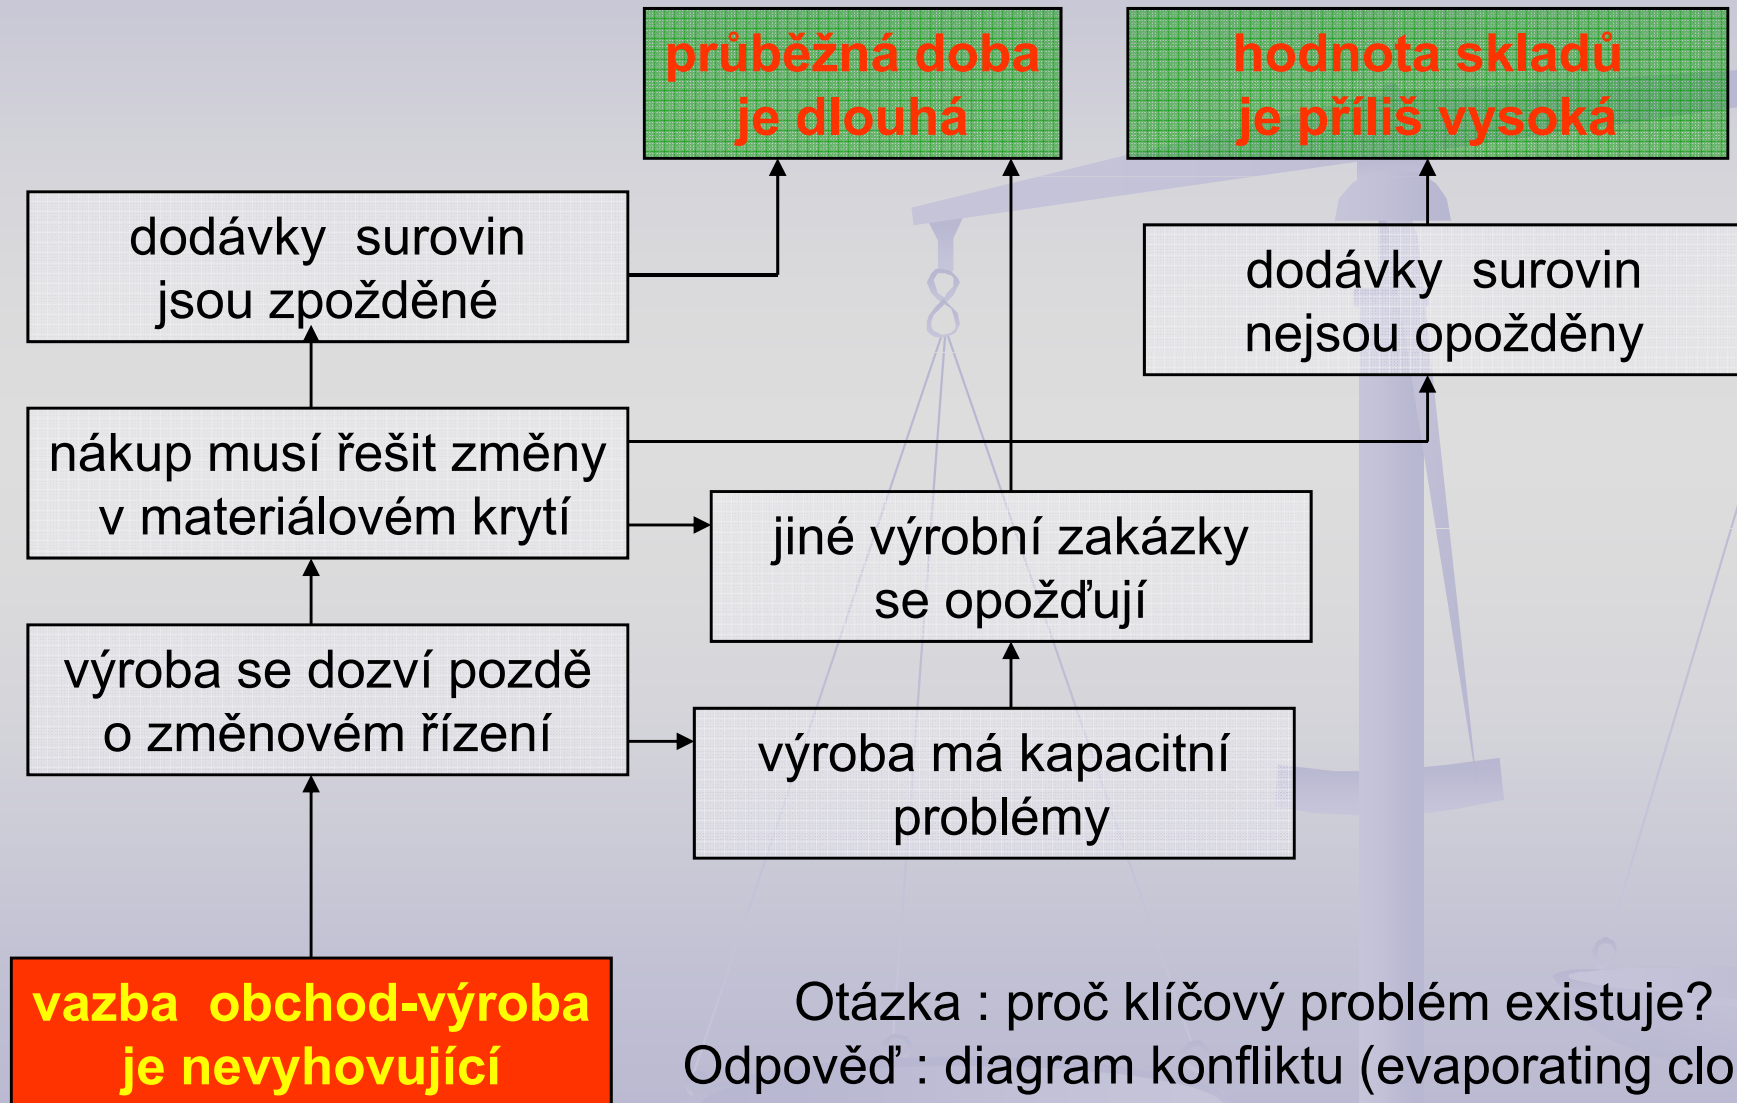 průběžná doba
je dlouhá
hodnota skladů
je příliš vysoká
dodávky surovin
jsou zpožděné
dodávky surovin
nejsou opožděny
nákup musí řešit změny
v materiálovém krytí
jiné výrobní zakázky
se opožďují
výroba se dozví pozdě
o změnovém řízení
výroba má kapacitní
problémy
vazba obchod-výroba
je nevyhovující
Otázka : proč klíčový problém existuje?
Odpověď : diagram konfliktu (evaporating clo